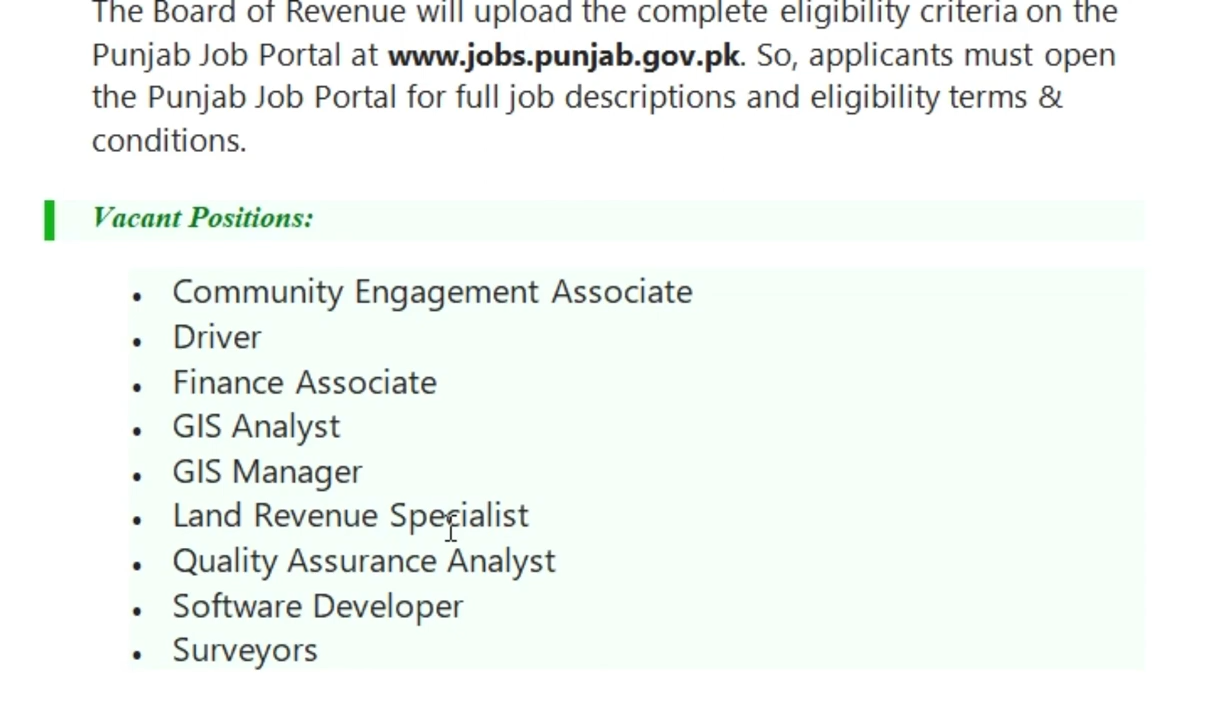 The Board of Revenue will upload the complete eligibility criteria on the
Punjab Job Portal at www.jobs.punjab.gov.pk. So, applicants must open
the Punjab Job Portal for full job descriptions and eligibility terms &
conditions.
Vacant Positions:
• Community Engagement Associate
• Driver
• Finance Associate
• GIS Analyst
• GIS Manager
• Land Revenue Specialist
• Quality Assurance Analyst
• Software Developer
• Surveyors